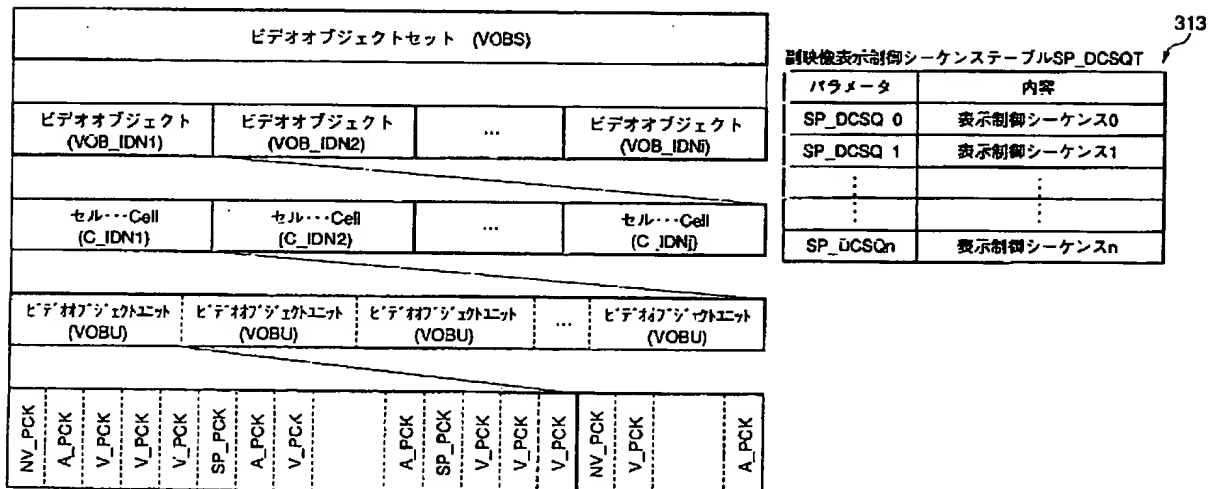 ビデオオブジェクトセット (VOBS)
ビデオオブジェクト ビデオオブジェクト … ビデオオブジェクト
(VOB_IDN1) (VOB_IDN2) (VOB_IDNi)
セル···Cell セル···Cell … セル···Cell
(C_IDN1) (C_IDN2) (C_IDNj)
ビデオオブジェクトユニット ビデオオブジェクトユニット ビデオオブジェクトユニット … ビデオオブジェクトユニット
(VOBU) (VOBU) (VOBU) (VOBU)
NV_PCK A_PCK V_PCK V_PCK V_PCK SP_PCK A_PCK V_PCK A_PCK SP_PCK V_PCK V_PCK V_PCK NV_PCK V_PCK A_PCK
313
副映像表示制御シーケンステーブルSP_DCSQT
パラメータ 内容
SP_DCSQ 0 表示制御シーケンス0
SP_DCSQ 1 表示制御シーケンス1
⋮ ⋮
SP_DCSQn 表示制御シーケンスn